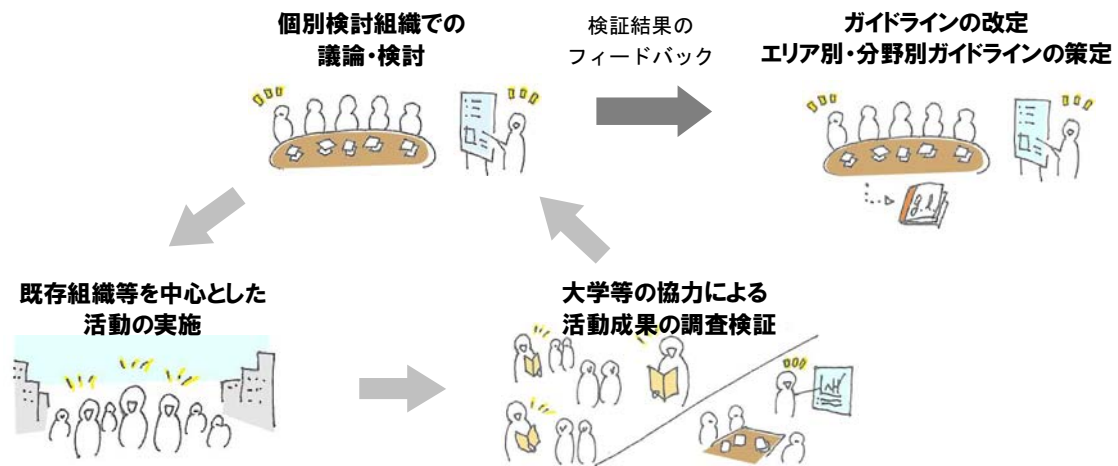 個別検討組織での
議論・検討
検証結果の
フィードバック
ガイドラインの改定
エリア別・分野別ガイドラインの策定
g.l.
既存組織等を中心とした
活動の実施
大学等の協力による
活動成果の調査検証